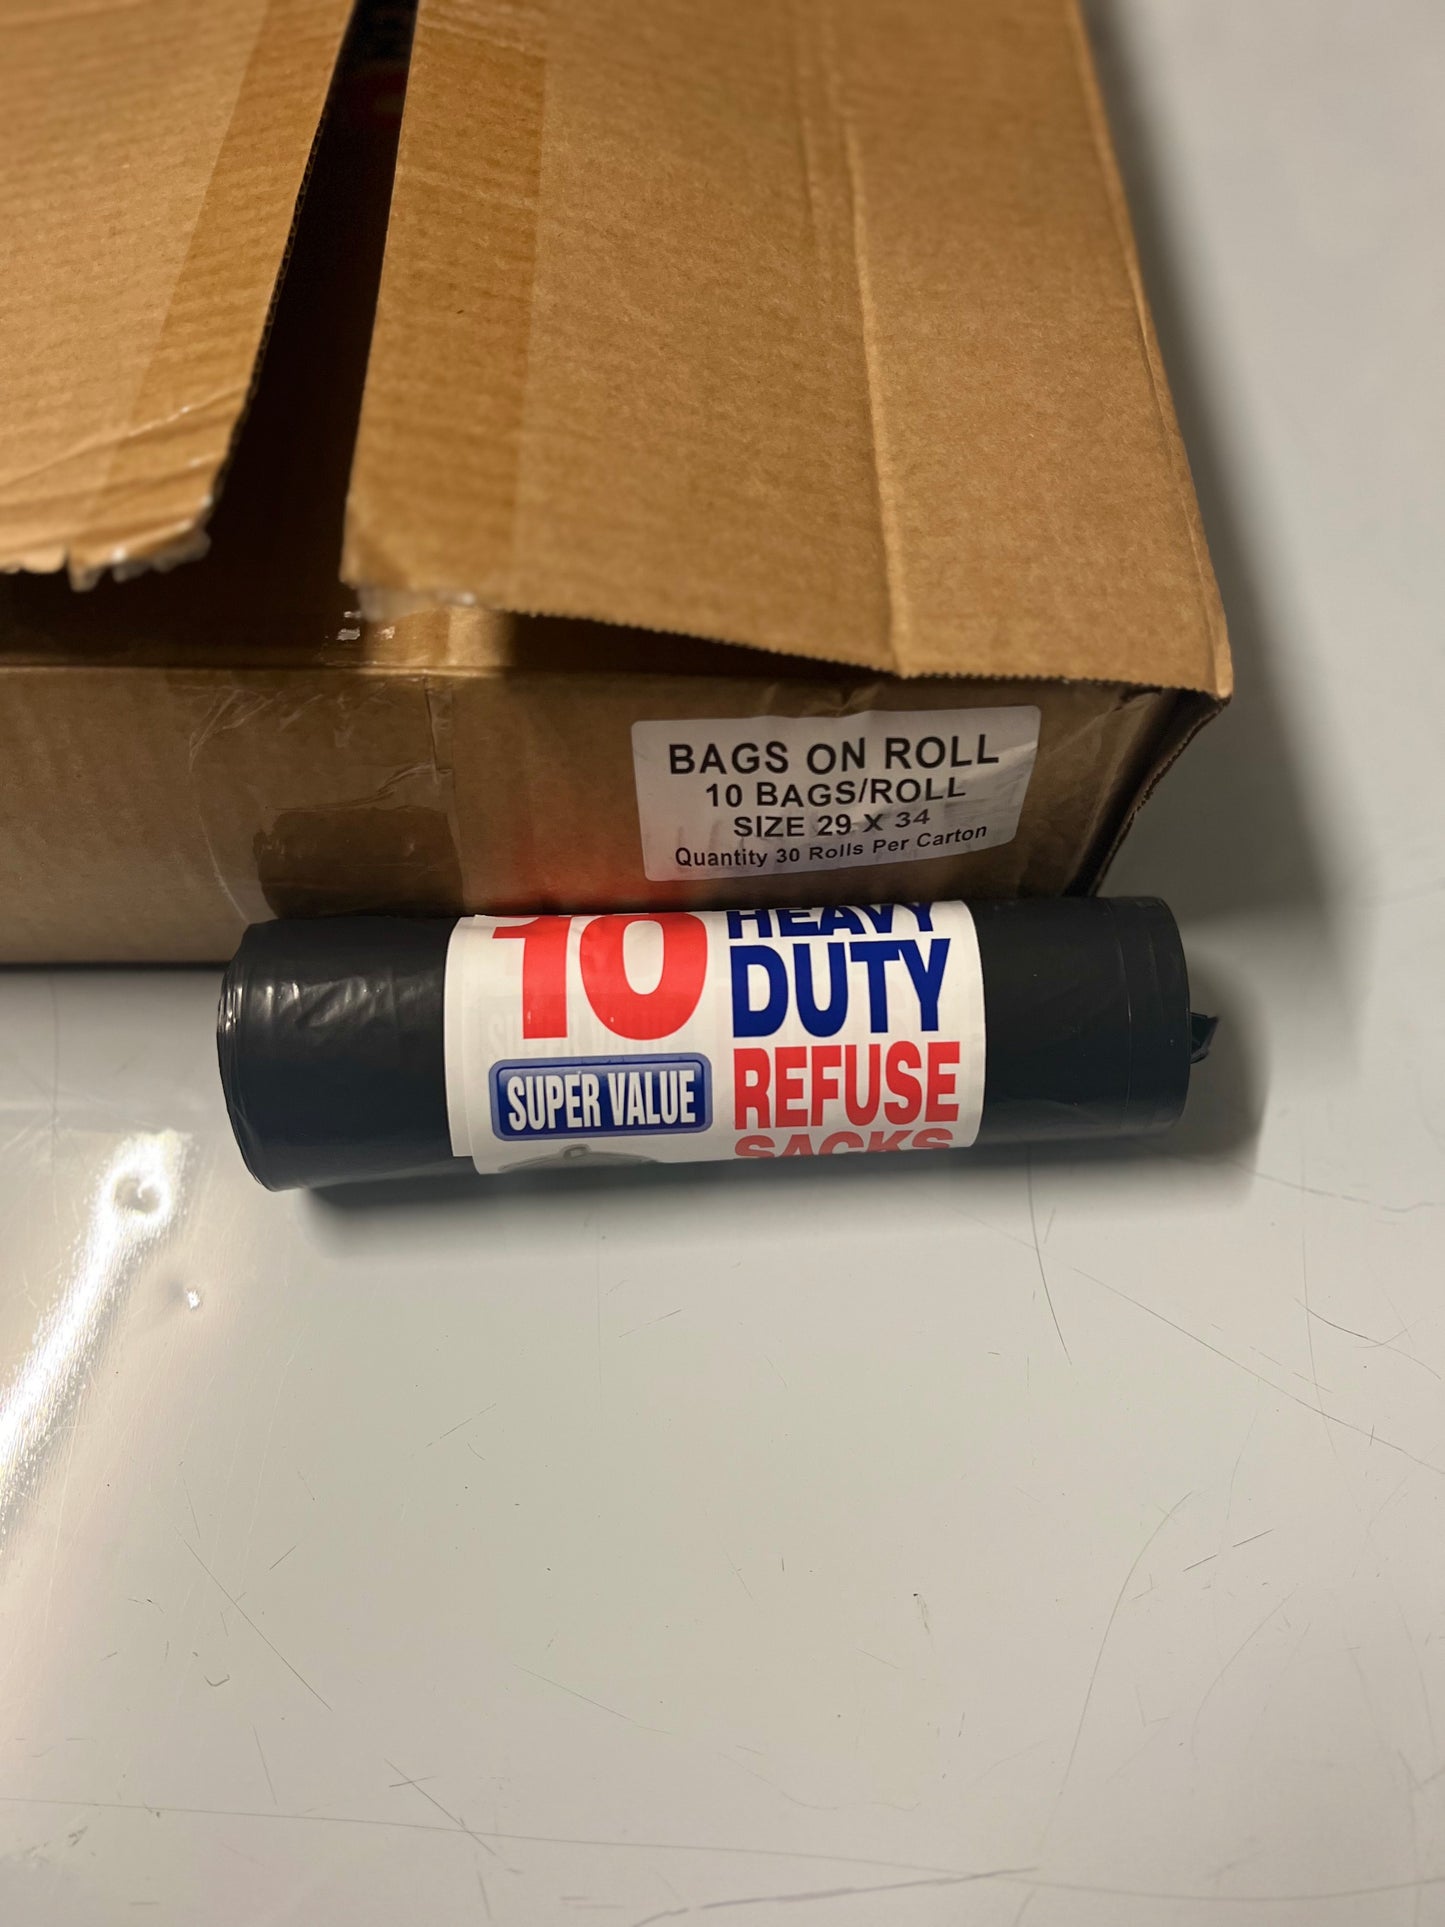 BAGS ON ROLL
10 BAGS/ROLL
SIZE 29 X 34
Quantity 30 Rolls Per Carton
10
SUPER VALUE
HEAVY
DUTY
REFUSE
SACKS